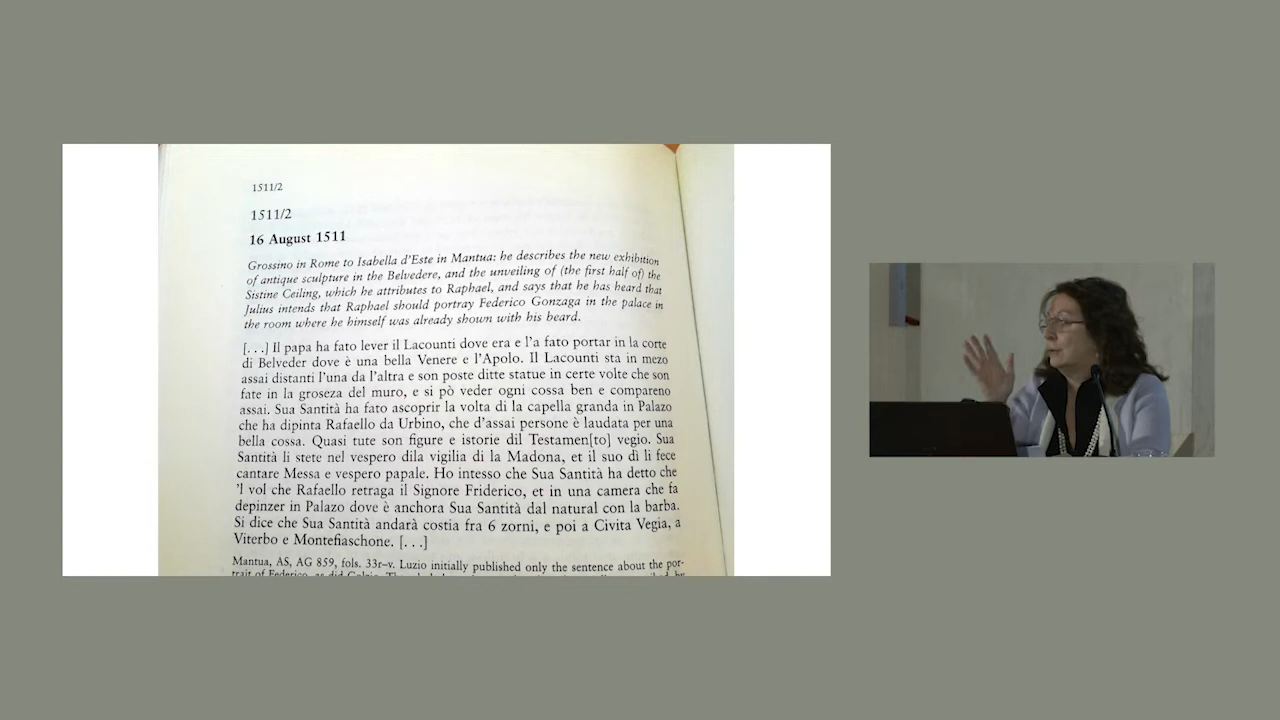 1511/2
1511/2
16 August 1511
Grossino in Rome to Isabella d'Este in Mantua: he describes the new exhibition
of antique sculpture in the Belvedere, and the unveiling of (the first half of) the
Sistine Ceiling, which he attributes to Raphael, and says that he has heard that
Julius intends that Raphael should portray Federico Gonzaga in the palace in
the room where he himself was already shown with his beard.
[. . .] Il papa ha fato lever il Lacounti dove era e l'a fato portar in la corte
di Belveder dove è una bella Venere e l'Apolo. Il Lacounti sta in mezo
assai distanti l'una da l'altra e son poste ditte statue in certe volte che son
fate in la groseza del muro, e si pò veder ogni cossa ben e compareno
assai. Sua Santità ha fato ascoprir la volta di la capella granda in Palazo
che ha dipinta Rafaello da Urbino, che d'assai persone è laudata per una
bella cossa. Quasi tute son figure e istorie dil Testamen[to] vegio. Sua
Santità li stete nel vespero dila vigilia di la Madona, et il suo dì li fece
cantare Messa e vespero papale. Ho intesso che Sua Santità ha detto che
'l vol che Rafaello retraga il Signore Friderico, et in una camera che fa
depinzer in Palazo dove è anchora Sua Santità dal natural con la barba.
Si dice che Sua Santità andarà costia fra 6 zorni, e poi a Civita Vegia, a
Viterbo e Montefiaschone. [. . .]
Mantua, AS, AG 859, fols. 33r–v. Luzio initially published only the sentence about the por-
trait of Federico, as did